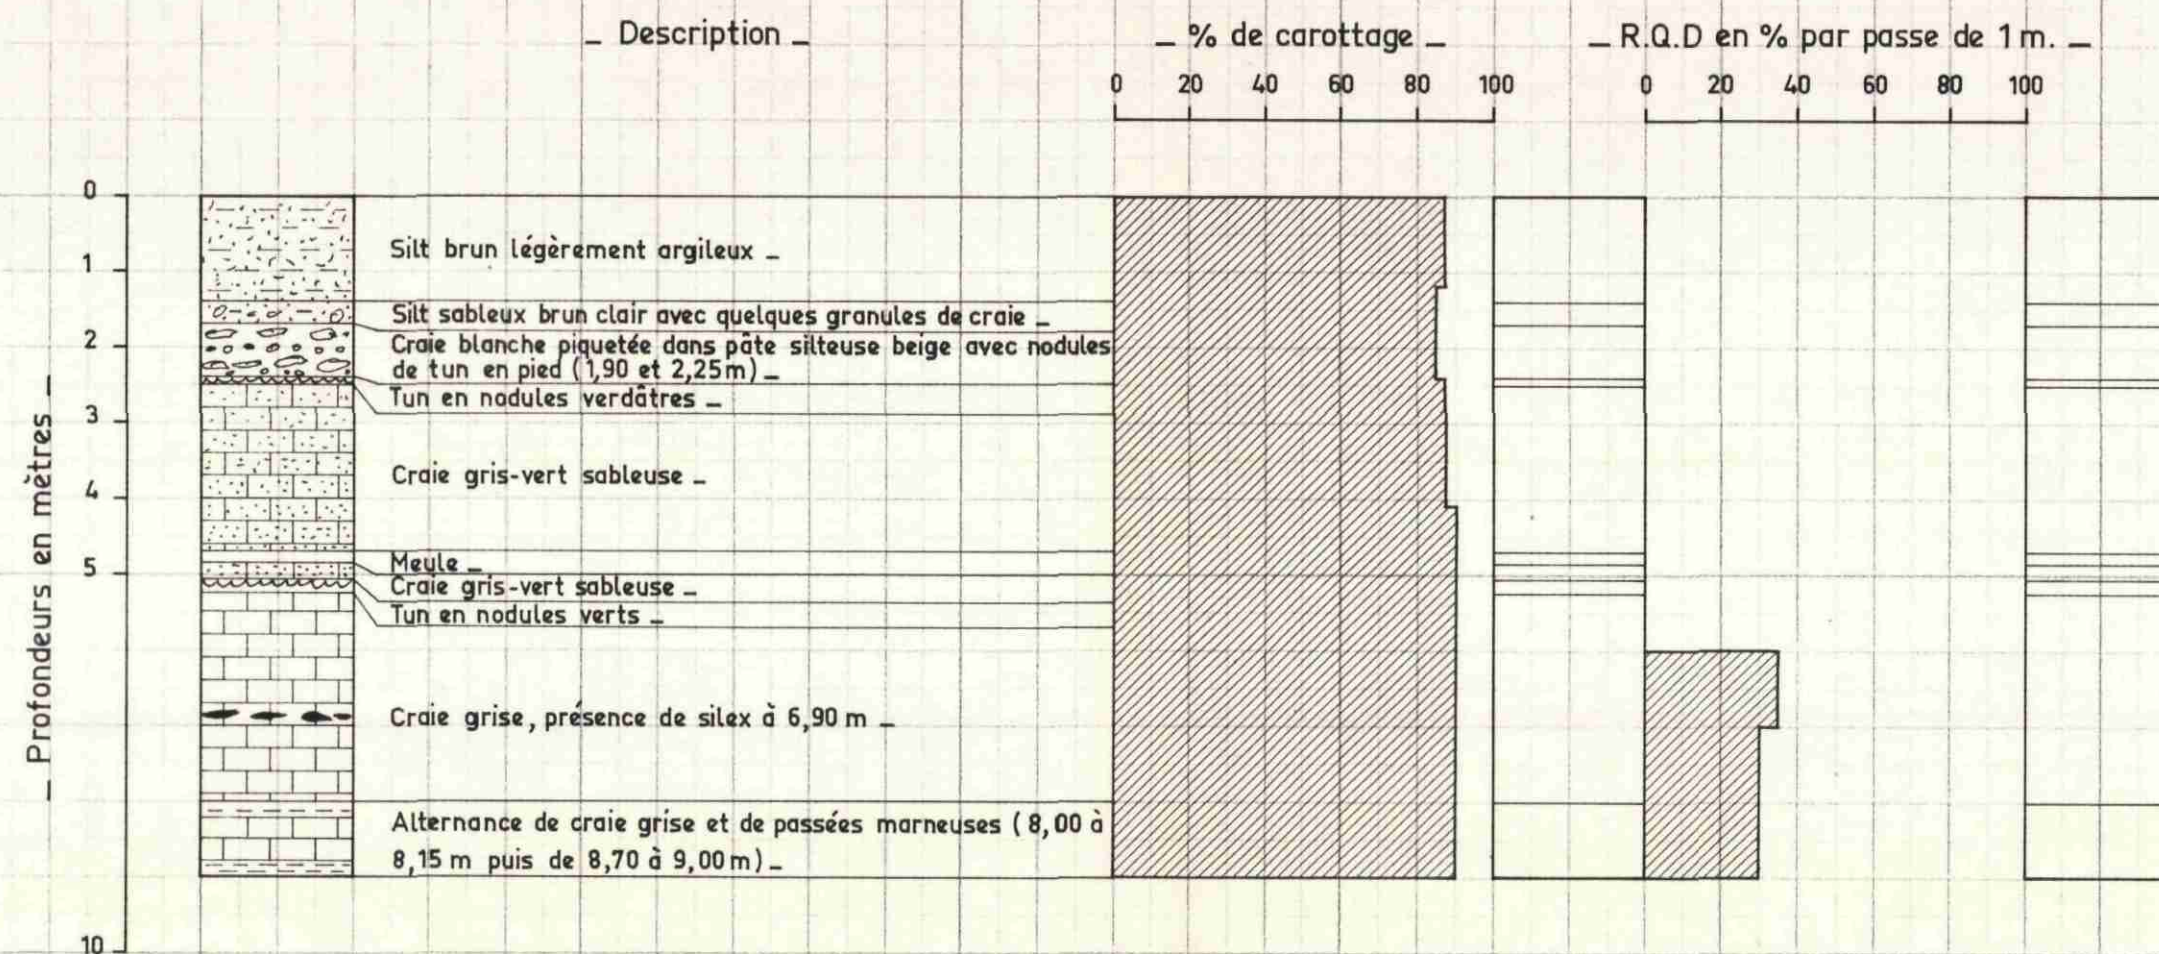 _ Description _
_ % de carottage _
_ R.Q.D en % par passe de 1 m. _
0 20 40 60 80 100
0 20 40 60 80 100
_ Profondeurs en mètres _
0
1
2
3
4
5
10
Silt brun légèrement argileux _
Silt sableux brun clair avec quelques granules de craie _
Craie blanche piquetée dans pâte silteuse beige avec nodules
de tun en pied (1,90 et 2,25m) _
Tun en nodules verdâtres _
Craie gris-vert sableuse _
Meule _
Craie gris-vert sableuse _
Tun en nodules verts _
Craie grise, présence de silex à 6,90 m _
Alternance de craie grise et de passées marneuses ( 8,00 à
8,15 m puis de 8,70 à 9,00m) _